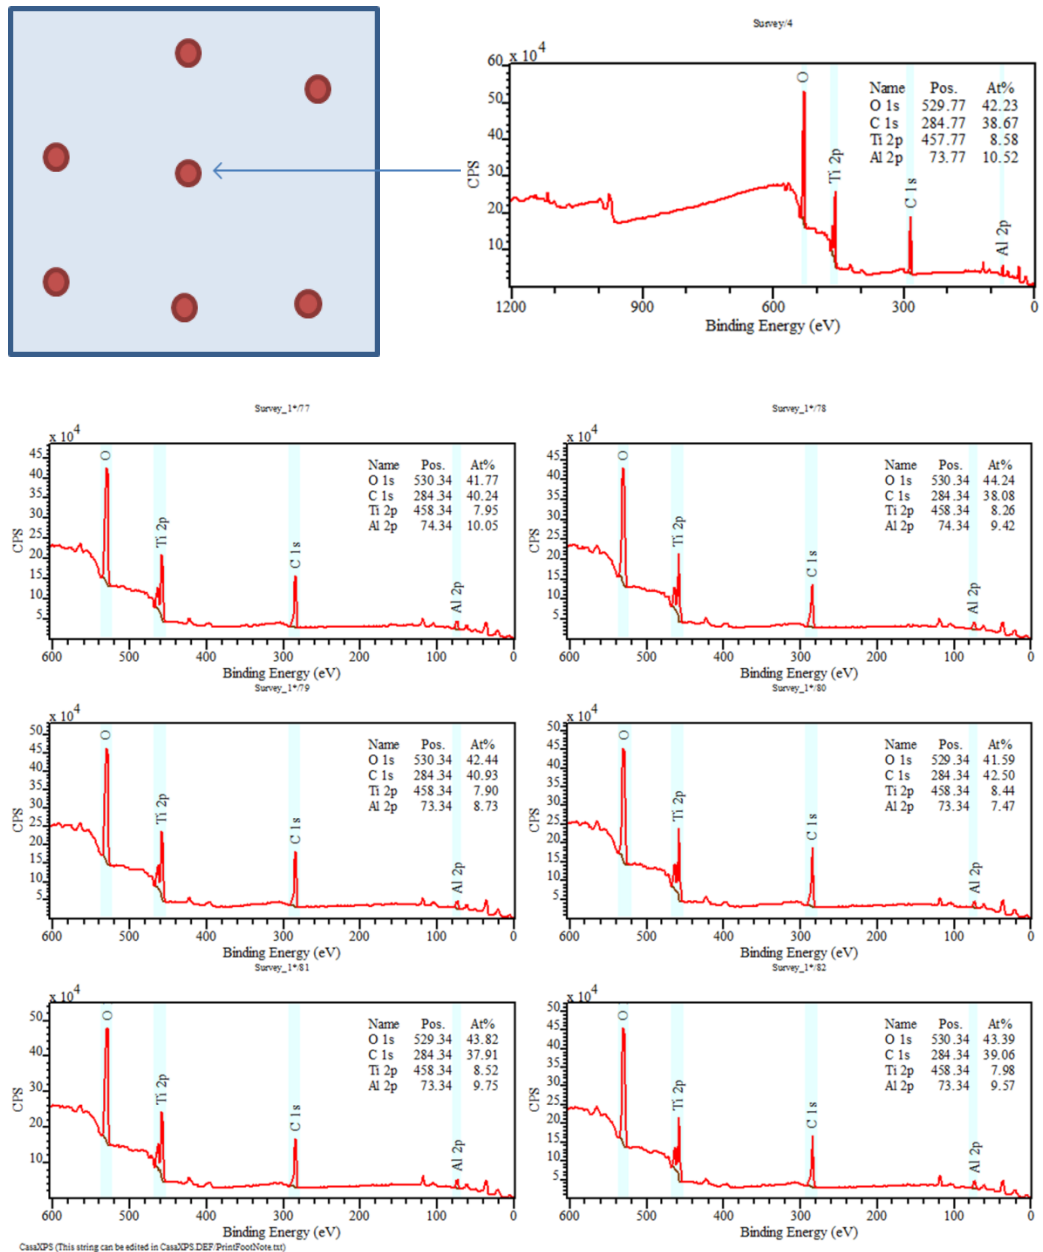 Survey/4
x 10^4
60
50
40
30
20
10
CPS
O
Ti 2p
C 1s
Al 2p
Name Pos. At%
O 1s 529.77 42.23
C 1s 284.77 38.67
Ti 2p 457.77 8.58
Al 2p 73.77 10.52
1200 900 600 300 0
Binding Energy (eV)
Survey_1*/77
x 10^4
45
40
35
30
25
20
15
10
5
CPS
O
Ti 2p
C 1s
Al 2p
Name Pos. At%
O 1s 530.34 41.77
C 1s 284.34 40.24
Ti 2p 458.34 7.95
Al 2p 74.34 10.05
600 500 400 300 200 100 0
Binding Energy (eV)
Survey_1*/78
x 10^4
45
40
35
30
25
20
15
10
5
CPS
O
Ti 2p
C 1s
Al 2p
Name Pos. At%
O 1s 530.34 44.24
C 1s 284.34 38.08
Ti 2p 458.34 8.26
Al 2p 74.34 9.42
600 500 400 300 200 100 0
Binding Energy (eV)
Survey_1*/79
x 10^4
50
45
40
35
30
25
20
15
10
5
CPS
O
Ti 2p
C 1s
Al 2p
Name Pos. At%
O 1s 530.34 42.44
C 1s 284.34 40.93
Ti 2p 458.34 7.90
Al 2p 73.34 8.73
600 500 400 300 200 100 0
Binding Energy (eV)
Survey_1*/80
x 10^4
50
45
40
35
30
25
20
15
10
5
CPS
O
Ti 2p
C 1s
Al 2p
Name Pos. At%
O 1s 529.34 41.59
C 1s 284.34 42.50
Ti 2p 458.34 8.44
Al 2p 73.34 7.47
600 500 400 300 200 100 0
Binding Energy (eV)
Survey_1*/81
x 10^4
50
40
30
20
10
CPS
O
Ti 2p
C 1s
Al 2p
Name Pos. At%
O 1s 529.34 43.82
C 1s 284.34 37.91
Ti 2p 458.34 8.52
Al 2p 73.34 9.75
600 500 400 300 200 100 0
Binding Energy (eV)
Survey_1*/82
x 10^4
50
45
40
35
30
25
20
15
10
5
CPS
O
Ti 2p
C 1s
Al 2p
Name Pos. At%
O 1s 530.34 43.39
C 1s 284.34 39.06
Ti 2p 458.34 7.98
Al 2p 73.34 9.57
600 500 400 300 200 100 0
Binding Energy (eV)
CasaXPS (This string can be edited in CasaXPS.DEF/PrintFootNote.txt)